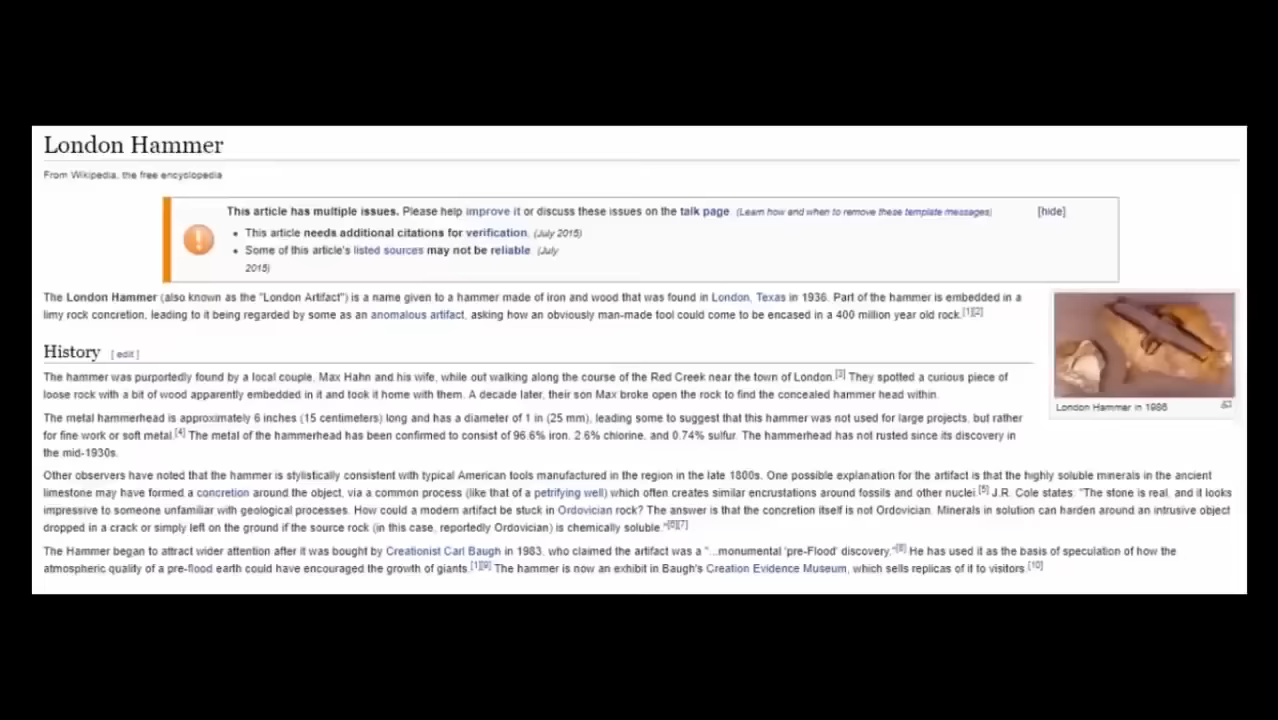 London Hammer
From Wikipedia, the free encyclopedia
This article has multiple issues. Please help improve it or discuss these issues on the talk page. (Learn how and when to remove these template messages) [hide]
• This article needs additional citations for verification. (July 2015)
• Some of this article's listed sources may not be reliable. (July
2015)
The London Hammer (also known as the "London Artifact") is a name given to a hammer made of iron and wood that was found in London, Texas in 1936. Part of the hammer is embedded in a
limy rock concretion, leading to it being regarded by some as an anomalous artifact, asking how an obviously man-made tool could come to be encased in a 400 million year old rock.[1][2]
London Hammer in 1986
History [ edit ]
The hammer was purportedly found by a local couple, Max Hahn and his wife, while out walking along the course of the Red Creek near the town of London.[3] They spotted a curious piece of
loose rock with a bit of wood apparently embedded in it and took it home with them. A decade later, their son Max broke open the rock to find the concealed hammer head within.
The metal hammerhead is approximately 6 inches (15 centimeters) long and has a diameter of 1 in (25 mm), leading some to suggest that this hammer was not used for large projects, but rather
for fine work or soft metal.[4] The metal of the hammerhead has been confirmed to consist of 96.6% iron, 2.6% chlorine, and 0.74% sulfur. The hammerhead has not rusted since its discovery in
the mid-1930s.
Other observers have noted that the hammer is stylistically consistent with typical American tools manufactured in the region in the late 1800s. One possible explanation for the artifact is that the highly soluble minerals in the ancient
limestone may have formed a concretion around the object, via a common process (like that of a petrifying well) which often creates similar encrustations around fossils and other nuclei.[5] J.R. Cole states: "The stone is real, and it looks
impressive to someone unfamiliar with geological processes. How could a modern artifact be stuck in Ordovician rock? The answer is that the concretion itself is not Ordovician. Minerals in solution can harden around an intrusive object
dropped in a crack or simply left on the ground if the source rock (in this case, reportedly Ordovician) is chemically soluble."[6][7]
The Hammer began to attract wider attention after it was bought by Creationist Carl Baugh in 1983, who claimed the artifact was a "...monumental 'pre-Flood' discovery."[8] He has used it as the basis of speculation of how the
atmospheric quality of a pre-flood earth could have encouraged the growth of giants.[1][9] The hammer is now an exhibit in Baugh's Creation Evidence Museum, which sells replicas of it to visitors.[10]